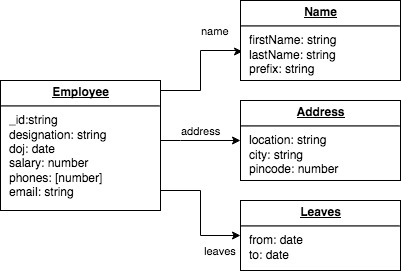 Name
name
firstName: string
lastName: string
prefix: string
Employee
_id:string
designation: string
doj: date
salary: number
phones: [number]
email: string
address
Address
location: string
city: string
pincode: number
leaves
Leaves
from: date
to: date